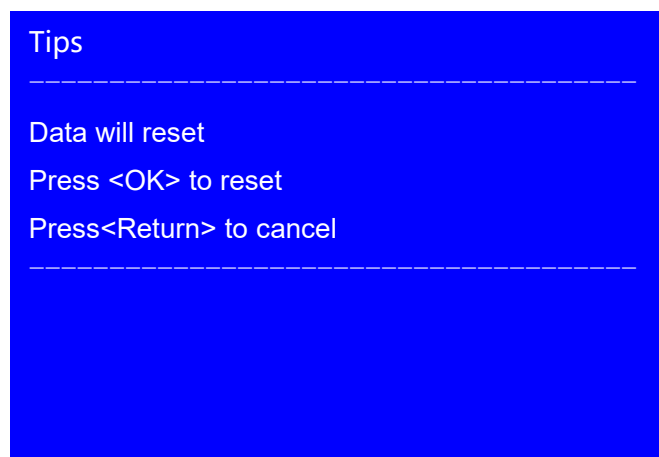 Tips
Data will reset
Press <OK> to reset
Press<Return> to cancel